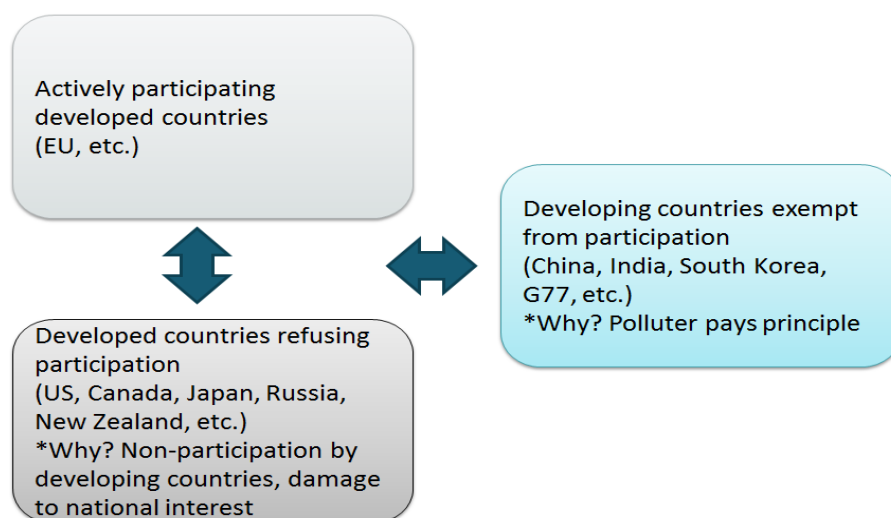 Actively participating
developed countries
(EU, etc.)
Developing countries exempt
from participation
(China, India, South Korea,
G77, etc.)
*Why? Polluter pays principle
Developed countries refusing
participation
(US, Canada, Japan, Russia,
New Zealand, etc.)
*Why? Non-participation by
developing countries, damage
to national interest